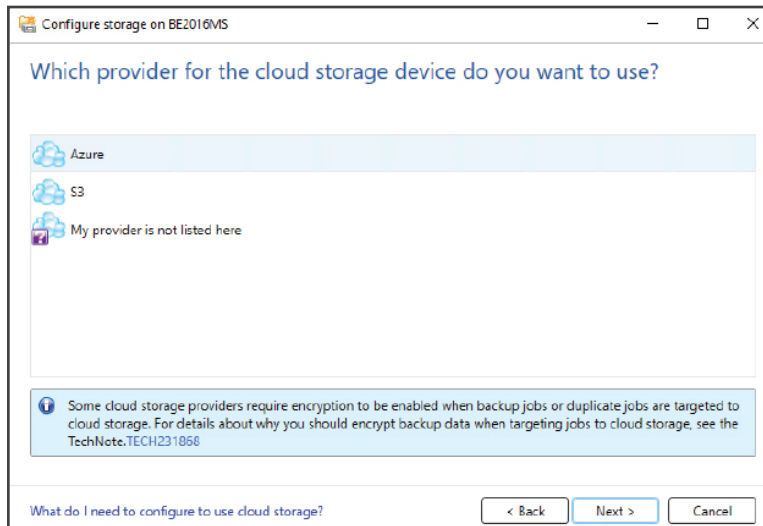 Configure storage on BE2016MS
Which provider for the cloud storage device do you want to use?
Azure
S3
My provider is not listed here
Some cloud storage providers require encryption to be enabled when backup jobs or duplicate jobs are targeted to
cloud storage. For details about why you should encrypt backup data when targeting jobs to cloud storage, see the
TechNote.TECH231868
What do I need to configure to use cloud storage?
< Back
Next >
Cancel